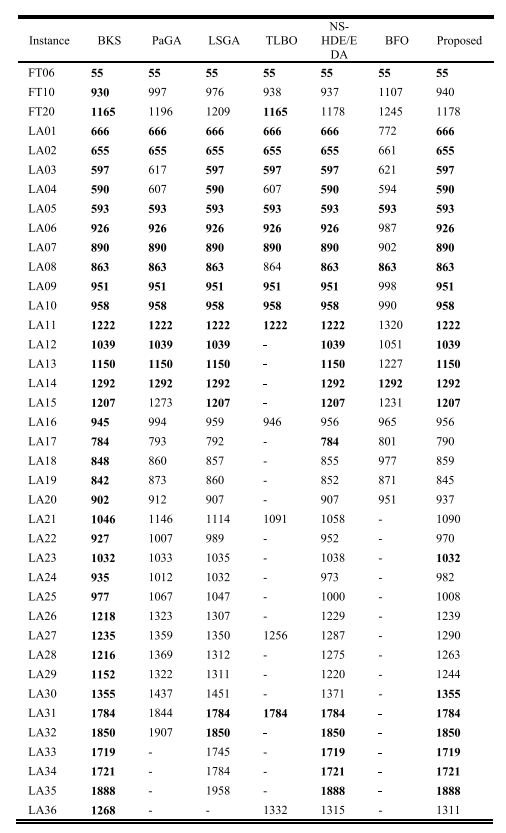 Instance BKS PaGA LSGA TLBO NS-HDE/EDA BFO Proposed
FT06 55 55 55 55 55 55 55
FT10 930 997 976 938 937 1107 940
FT20 1165 1196 1209 1165 1178 1245 1178
LA01 666 666 666 666 666 772 666
LA02 655 655 655 655 655 661 655
LA03 597 617 597 597 597 621 597
LA04 590 607 590 607 590 594 590
LA05 593 593 593 593 593 593 593
LA06 926 926 926 926 926 987 926
LA07 890 890 890 890 890 902 890
LA08 863 863 863 864 863 863 863
LA09 951 951 951 951 951 998 951
LA10 958 958 958 958 958 990 958
LA11 1222 1222 1222 1222 1222 1320 1222
LA12 1039 1039 1039 - 1039 1051 1039
LA13 1150 1150 1150 - 1150 1227 1150
LA14 1292 1292 1292 - 1292 1292 1292
LA15 1207 1273 1207 - 1207 1231 1207
LA16 945 994 959 946 956 965 956
LA17 784 793 792 - 784 801 790
LA18 848 860 857 - 855 977 859
LA19 842 873 860 - 852 871 845
LA20 902 912 907 - 907 951 937
LA21 1046 1146 1114 1091 1058 - 1090
LA22 927 1007 989 - 952 - 970
LA23 1032 1033 1035 - 1038 - 1032
LA24 935 1012 1032 - 973 - 982
LA25 977 1067 1047 - 1000 - 1008
LA26 1218 1323 1307 - 1229 - 1239
LA27 1235 1359 1350 1256 1287 - 1290
LA28 1216 1369 1312 - 1275 - 1263
LA29 1152 1322 1311 - 1220 - 1244
LA30 1355 1437 1451 - 1371 - 1355
LA31 1784 1844 1784 1784 1784 - 1784
LA32 1850 1907 1850 - 1850 - 1850
LA33 1719 - 1745 - 1719 - 1719
LA34 1721 - 1784 - 1721 - 1721
LA35 1888 - 1958 - 1888 - 1888
LA36 1268 - - 1332 1315 - 1311